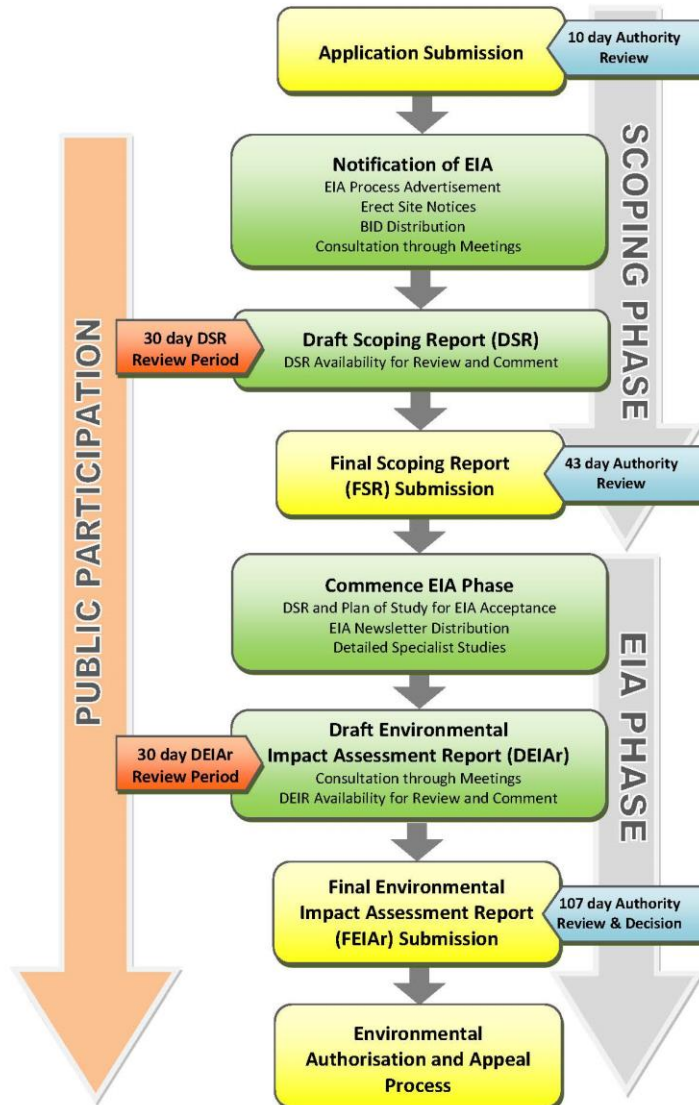 Application Submission
10 day Authority
Review
SCOPING PHASE
Notification of EIA
EIA Process Advertisement
Erect Site Notices
BID Distribution
Consultation through Meetings
PUBLIC PARTICIPATION
30 day DSR
Review Period
Draft Scoping Report (DSR)
DSR Availability for Review and Comment
Final Scoping Report
(FSR) Submission
43 day Authority
Review
Commence EIA Phase
DSR and Plan of Study for EIA Acceptance
EIA Newsletter Distribution
Detailed Specialist Studies
EIA PHASE
30 day DEIAr
Review Period
Draft Environmental
Impact Assessment Report (DEIAr)
Consultation through Meetings
DEIR Availability for Review and Comment
Final Environmental
Impact Assessment Report
(FEIAr) Submission
107 day Authority
Review & Decision
Environmental
Authorisation and Appeal
Process